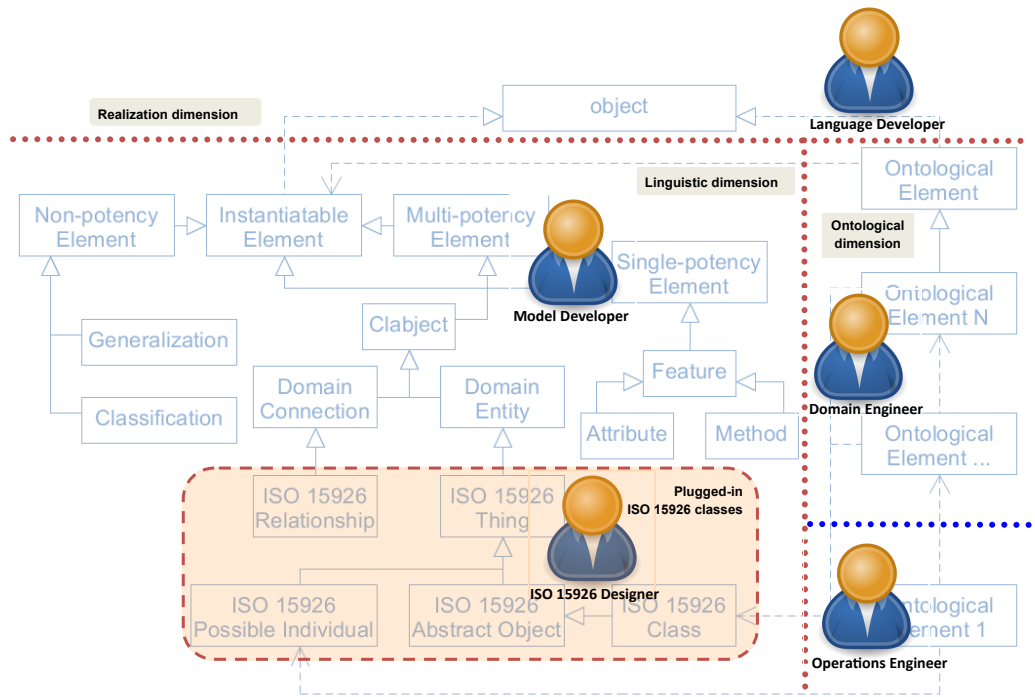 Realization dimension
object
Language Developer
Linguistic dimension
Ontological
Element
Non-potency
Element
Instantiatable
Element
Multi-potency
Element
Ontological
dimension
Single-potency
Element
Model Developer
Ontological
Element N
Clabject
Generalization
Feature
Domain
Connection
Domain
Entity
Domain Engineer
Classification
Attribute
Method
Ontological
Element ...
ISO 15926
Relationship
ISO 15926
Thing
Plugged-in
ISO 15926 classes
ISO 15926 Designer
ISO 15926
Possible Individual
ISO 15926
Abstract Object
ISO 15926
Class
Ontological
Element 1
Operations Engineer